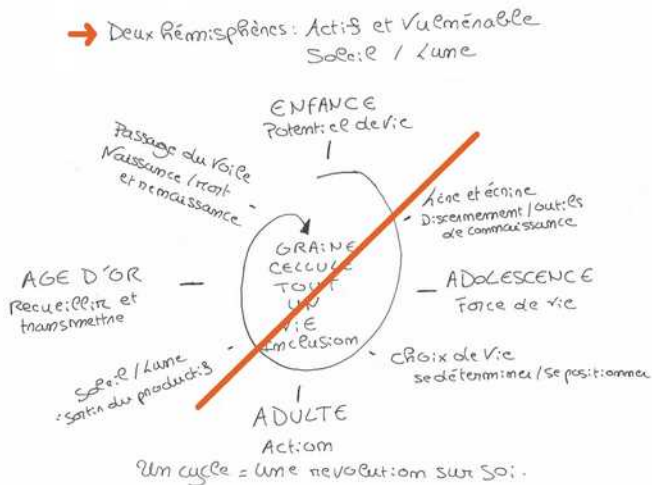 → Deux hémisphères : Actif et Vulnérable
Soleil / Lune
ENFANCE
Potentiel de vie
Passage du Voile
Naissance / mort
et renaissance
Lire et écrire
Discernement / outils
de connaissance
GRAINE
CELLULE
TOUT
UN
ViE
Inclusion
AGE D'OR
Recueillir et
transmettre
ADOLESCENCE
Force de vie
Soleil / Lune
: sortir du productif
Choix de Vie
se déterminer / se positionner
ADULTE
Action
Un cycle = Une revolution sur Soi.